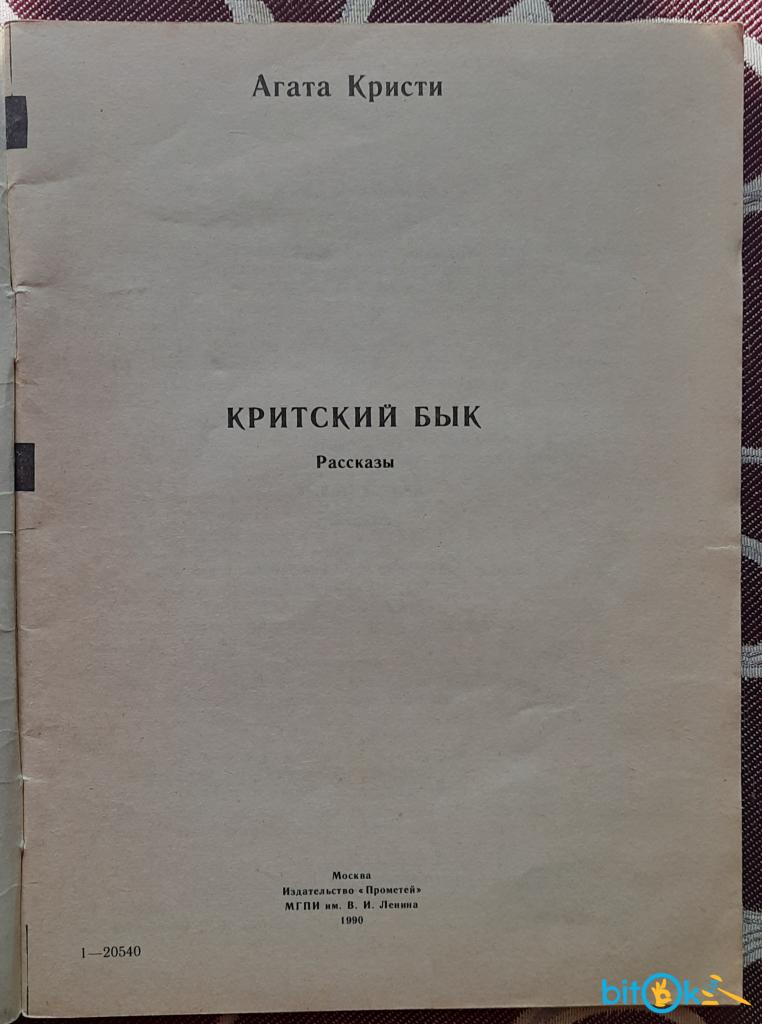 Агата Кристи
КРИТСКИЙ БЫК
Рассказы
Москва
Издательство «Прометей»
МГПИ им. В. И. Ленина
1990
1—20540
bitOk